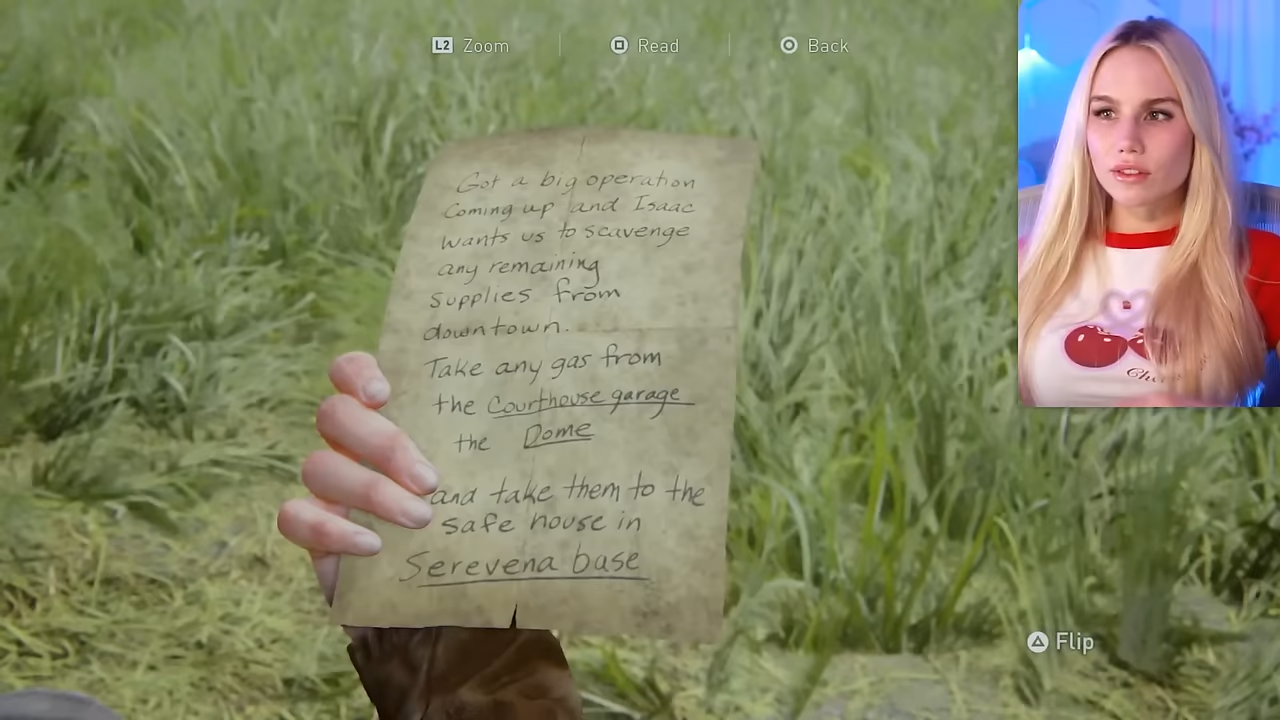 L2 Zoom
Read
Back
Got a big operation
Coming up and Isaac
wants us to scavenge
any remaining
supplies from
downtown.
Take any gas from
the Courthouse garage
the Dome
and take them to the
safe house in
Serevena base
Flip